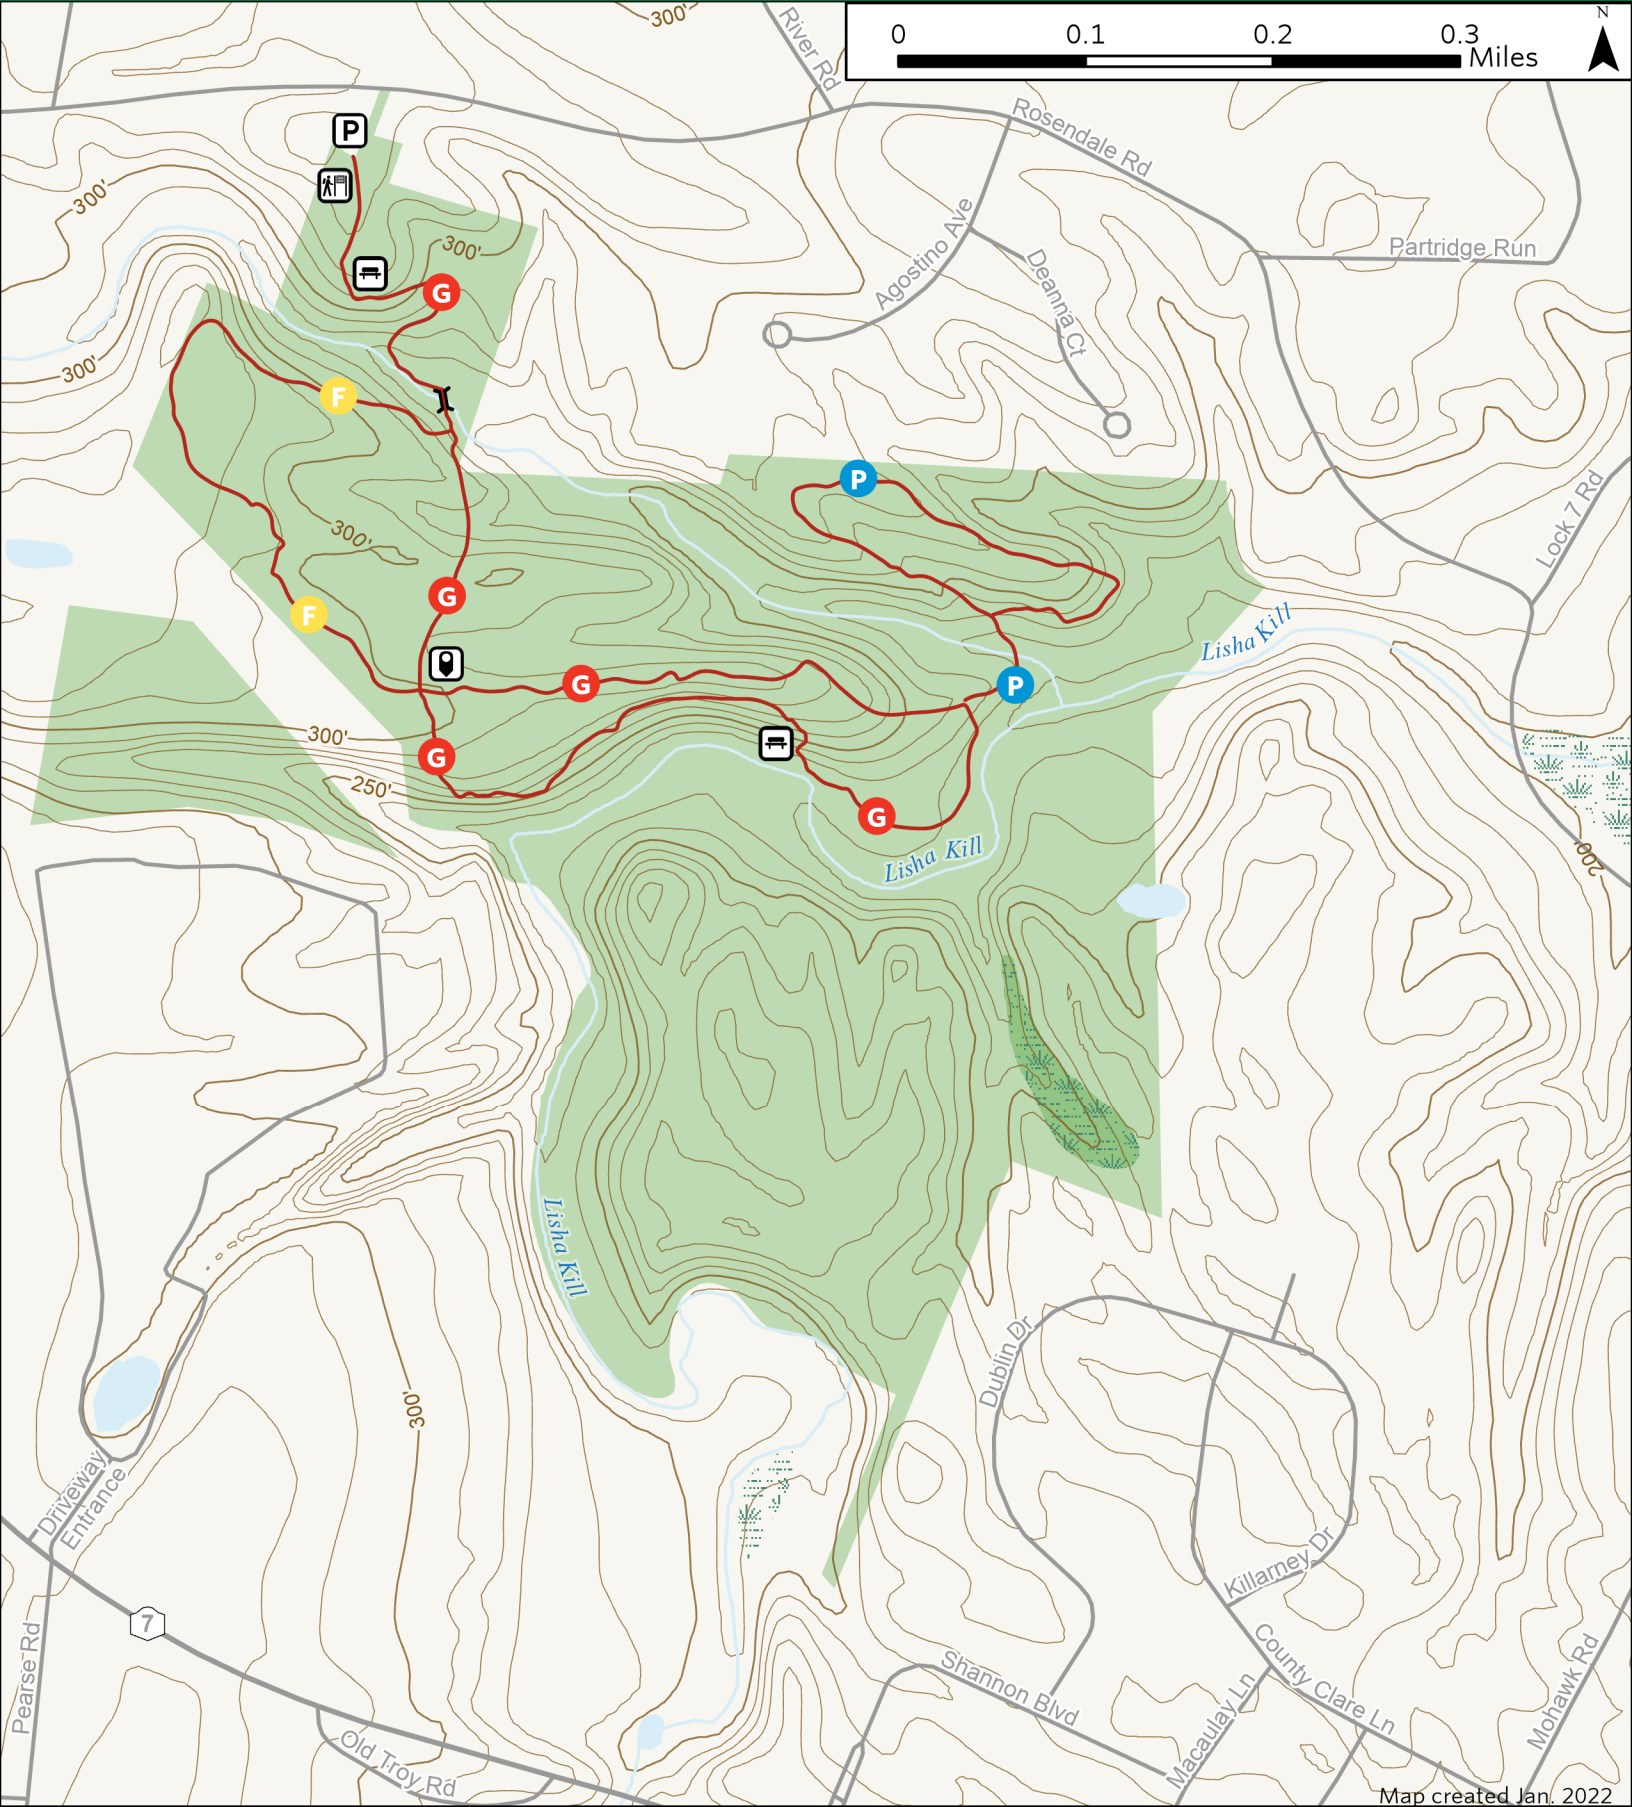 300'
River Rd
0 0.1 0.2 0.3
Miles
N
P
Rosendale Rd
300'
300'
Agostino Ave
Partridge Run
Deanna Ct
G
300'
F
P
Lock 7 Rd
300'
G
F
Lisha Kill
G
P
300'
G
250'
G
Lisha Kill
200'
Lisha Kill
Dublin Dr
300'
Driveway
Entrance
Killarney Dr
7
Pearse Rd
Shannon Blvd
County Clare Ln
Macaulay Ln
Mohawk Rd
Old Troy Rd
Map created Jan. 2022